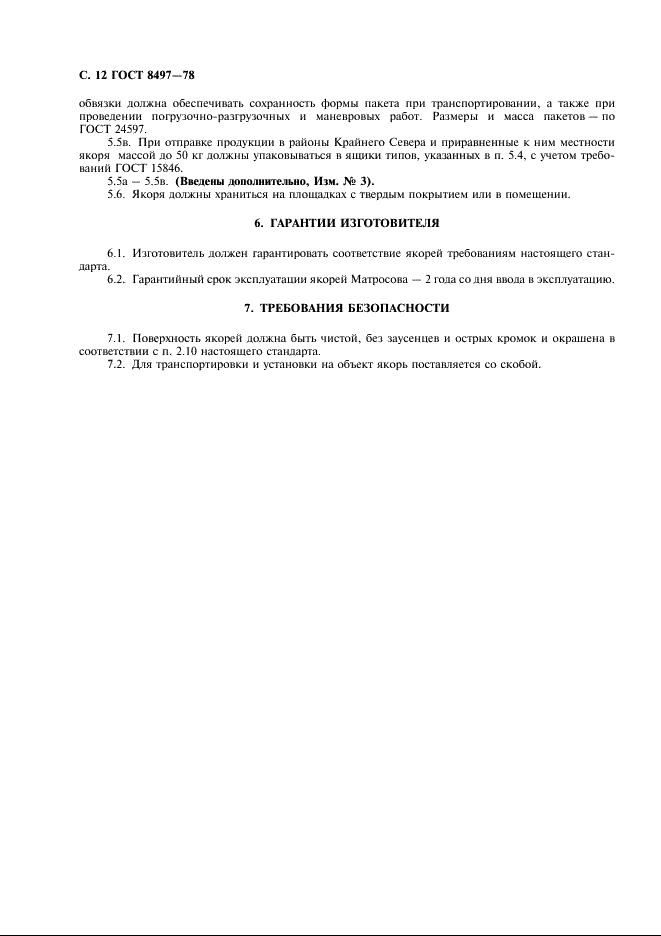 С. 12 ГОСТ 8497—78
обвязки должна обеспечивать сохранность формы пакета при транспортировании, а также при
проведении погрузочно-разгрузочных и маневровых работ. Размеры и масса пакетов — по
ГОСТ 24597.
5.5в. При отправке продукции в районы Крайнего Севера и приравненные к ним местности
якоря массой до 50 кг должны упаковываться в ящики типов, указанных в п. 5.4, с учетом требо-
ваний ГОСТ 15846.
5.5а — 5.5в. (Введены дополнительно, Изм. № 3).
5.6. Якоря должны храниться на площадках с твердым покрытием или в помещении.
6. ГАРАНТИИ ИЗГОТОВИТЕЛЯ
6.1. Изготовитель должен гарантировать соответствие якорей требованиям настоящего стан-
дарта.
6.2. Гарантийный срок эксплуатации якорей Матросова — 2 года со дня ввода в эксплуатацию.
7. ТРЕБОВАНИЯ БЕЗОПАСНОСТИ
7.1. Поверхность якорей должна быть чистой, без заусенцев и острых кромок и окрашена в
соответствии с п. 2.10 настоящего стандарта.
7.2. Для транспортировки и установки на объект якорь поставляется со скобой.